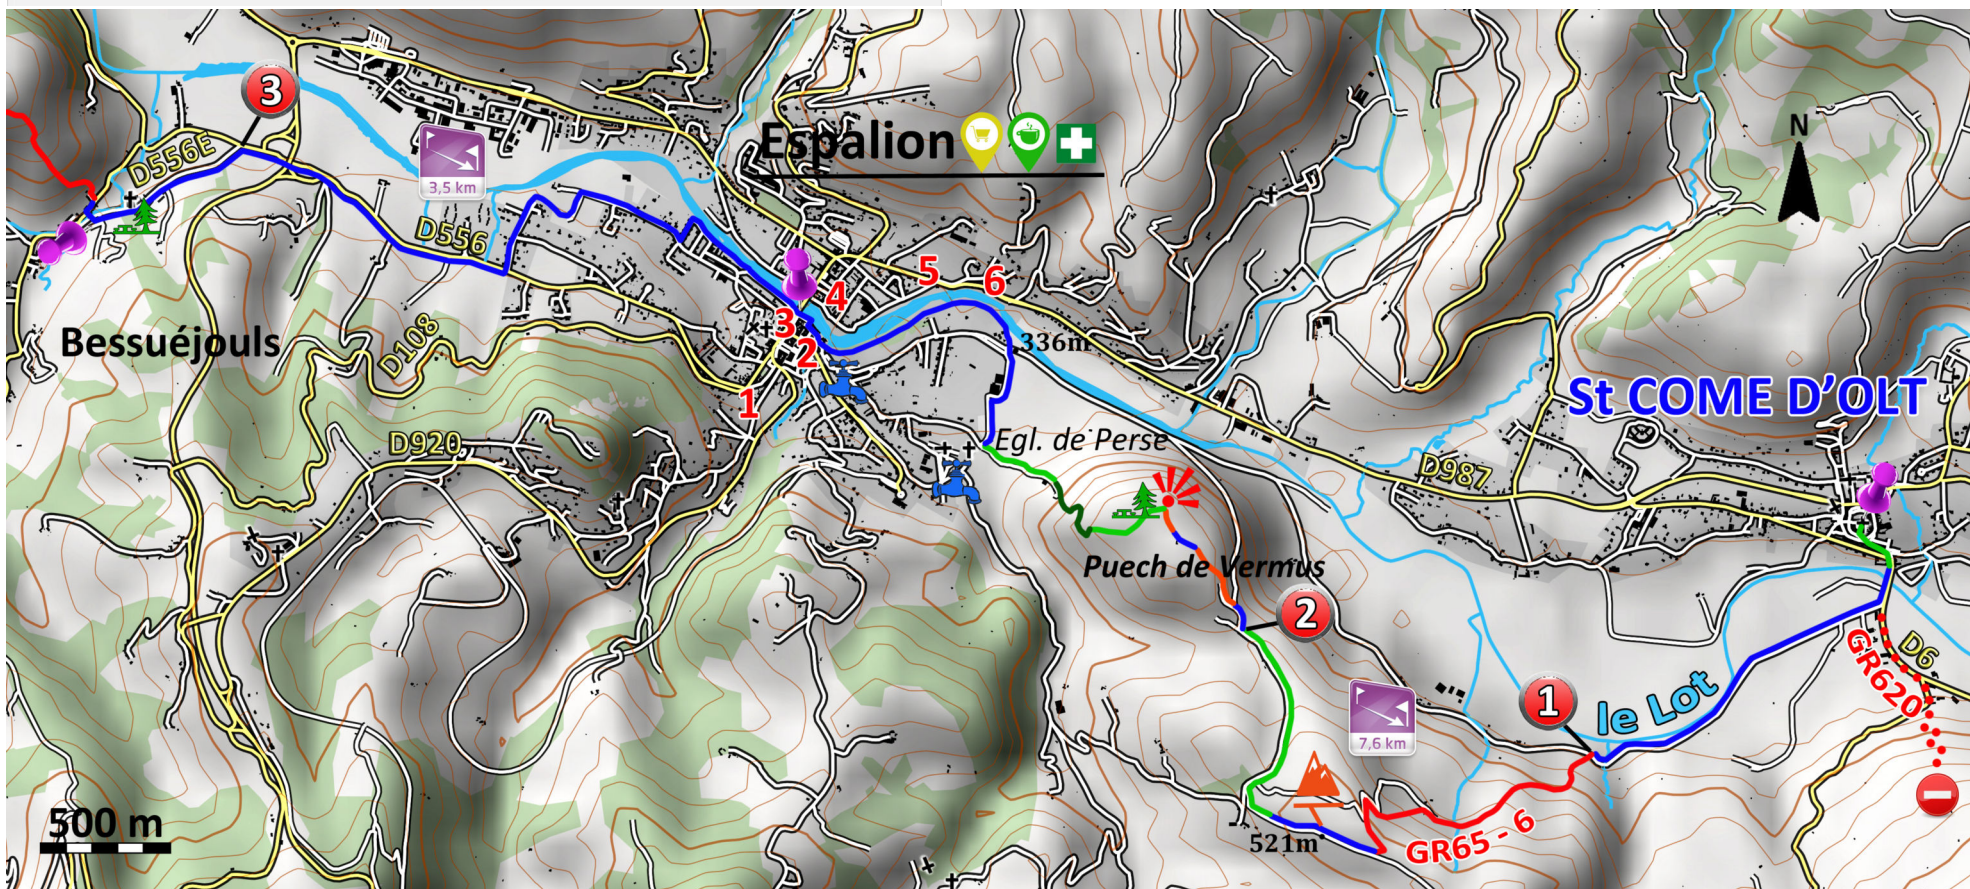 3
N
Espalion
D556E
3,5 km
D556
5
6
4
3
336m
Bessuéjouls
D108
2
1
St COME D'OLT
D920
Egl. de Perse
D987
Puech de Vermus
2
D6
GR620
1
le Lot
7,6 km
500 m
521m
GR65 - 6